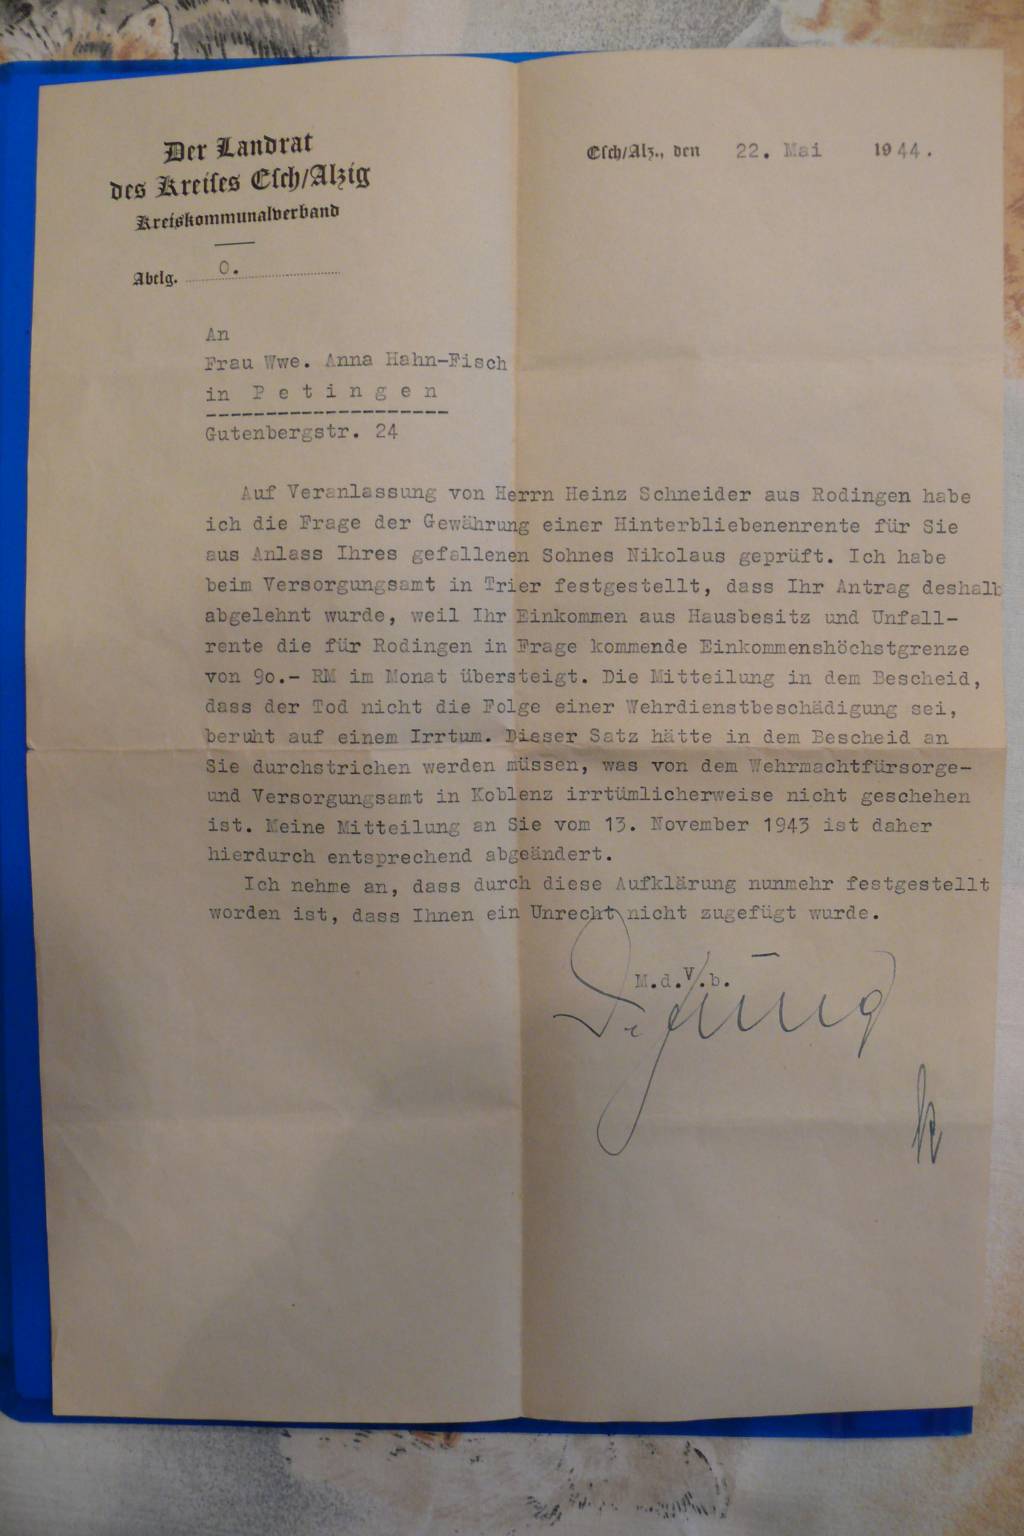 Der Landrat
des Kreises Esch/Alzig
Kreiskommunalverband
Abtlg. 0.
Esch/Alz., den 22. Mai 1944.
An
Frau Wwe. Anna Hahn-Fisch
in Petingen
Gutenbergstr. 24
Auf Veranlassung von Herrn Heinz Schneider aus Rodingen habe
ich die Frage der Gewährung einer Hinterbliebenenrente für Sie
aus Anlass Ihres gefallenen Sohnes Nikolaus geprüft. Ich habe
beim Versorgungsamt in Trier festgestellt, dass Ihr Antrag deshalb
abgelehnt wurde, weil Ihr Einkommen aus Hausbesitz und Unfall-
rente die für Rodingen in Frage kommende Einkommenshöchstgrenze
von 90.- RM im Monat übersteigt. Die Mitteilung in dem Bescheid,
dass der Tod nicht die Folge einer Wehrdienstbeschädigung sei,
beruht auf einem Irrtum. Dieser Satz hätte in dem Bescheid an
Sie durchstrichen werden müssen, was von dem Wehrmachtfürsorge-
und Versorgungsamt in Koblenz irrtümlicherweise nicht geschehen
ist. Meine Mitteilung an Sie vom 13. November 1943 ist daher
hierdurch entsprechend abgeändert.
Ich nehme an, dass durch diese Aufklärung nunmehr festgestellt
worden ist, dass Ihnen ein Unrecht nicht zugefügt wurde.
M.d.V.b.